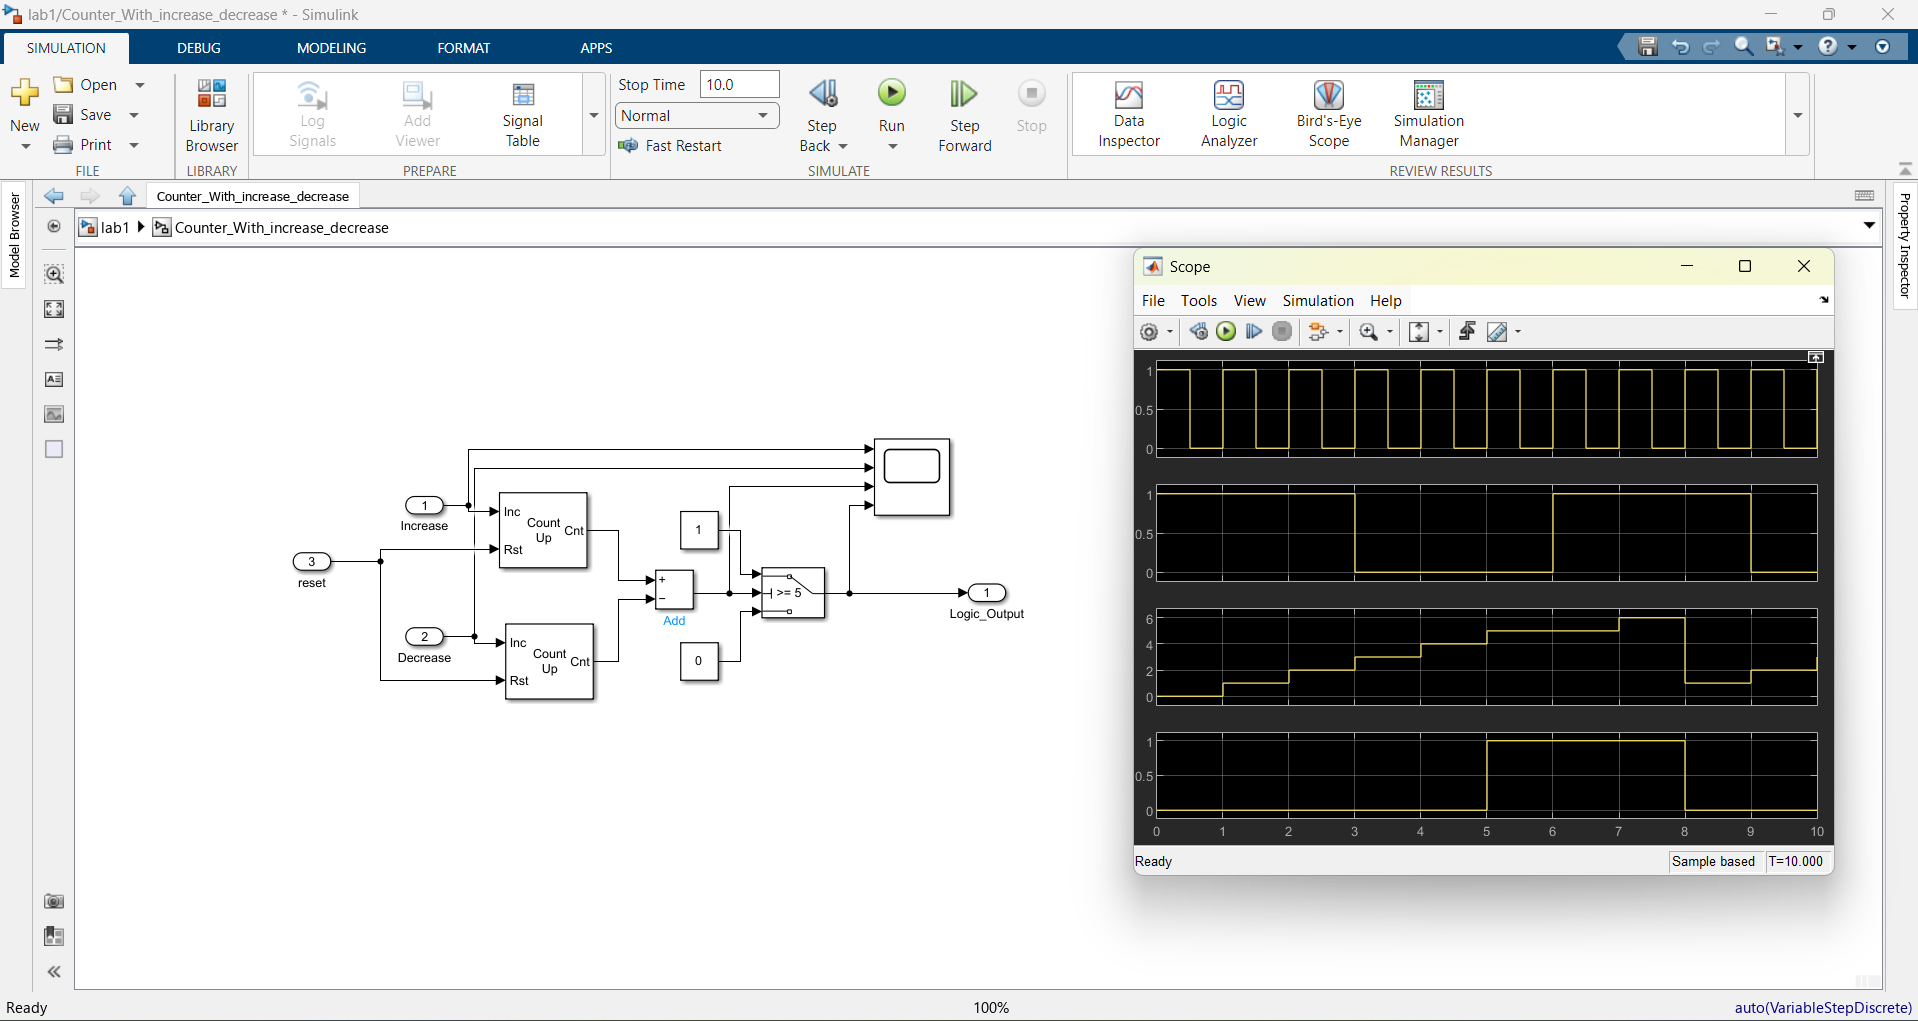 lab1/Counter_With_increase_decrease * - Simulink
SIMULATION DEBUG MODELING FORMAT APPS
New
Open
Save
Print
FILE
Library
Browser
LIBRARY
Log
Signals
Add
Viewer
Signal
Table
PREPARE
Stop Time 10.0
Normal
Fast Restart
Step
Back
Run
Step
Forward
Stop
SIMULATE
Data
Inspector
Logic
Analyzer
Bird's-Eye
Scope
Simulation
Manager
REVIEW RESULTS
Model Browser
Property Inspector
Counter_With_increase_decrease
lab1 Counter_With_increase_decrease
1
Increase
3
reset
2
Decrease
Inc
Rst
Count
Up
Cnt
Inc
Rst
Count
Up
Cnt
+
−
Add
1
0
>= 5
1
Logic_Output
Scope
File Tools View Simulation Help
1
0.5
0
1
0.5
0
6
4
2
0
1
0.5
0
0 1 2 3 4 5 6 7 8 9 10
Ready
Sample based T=10.000
Ready
100%
auto(VariableStepDiscrete)